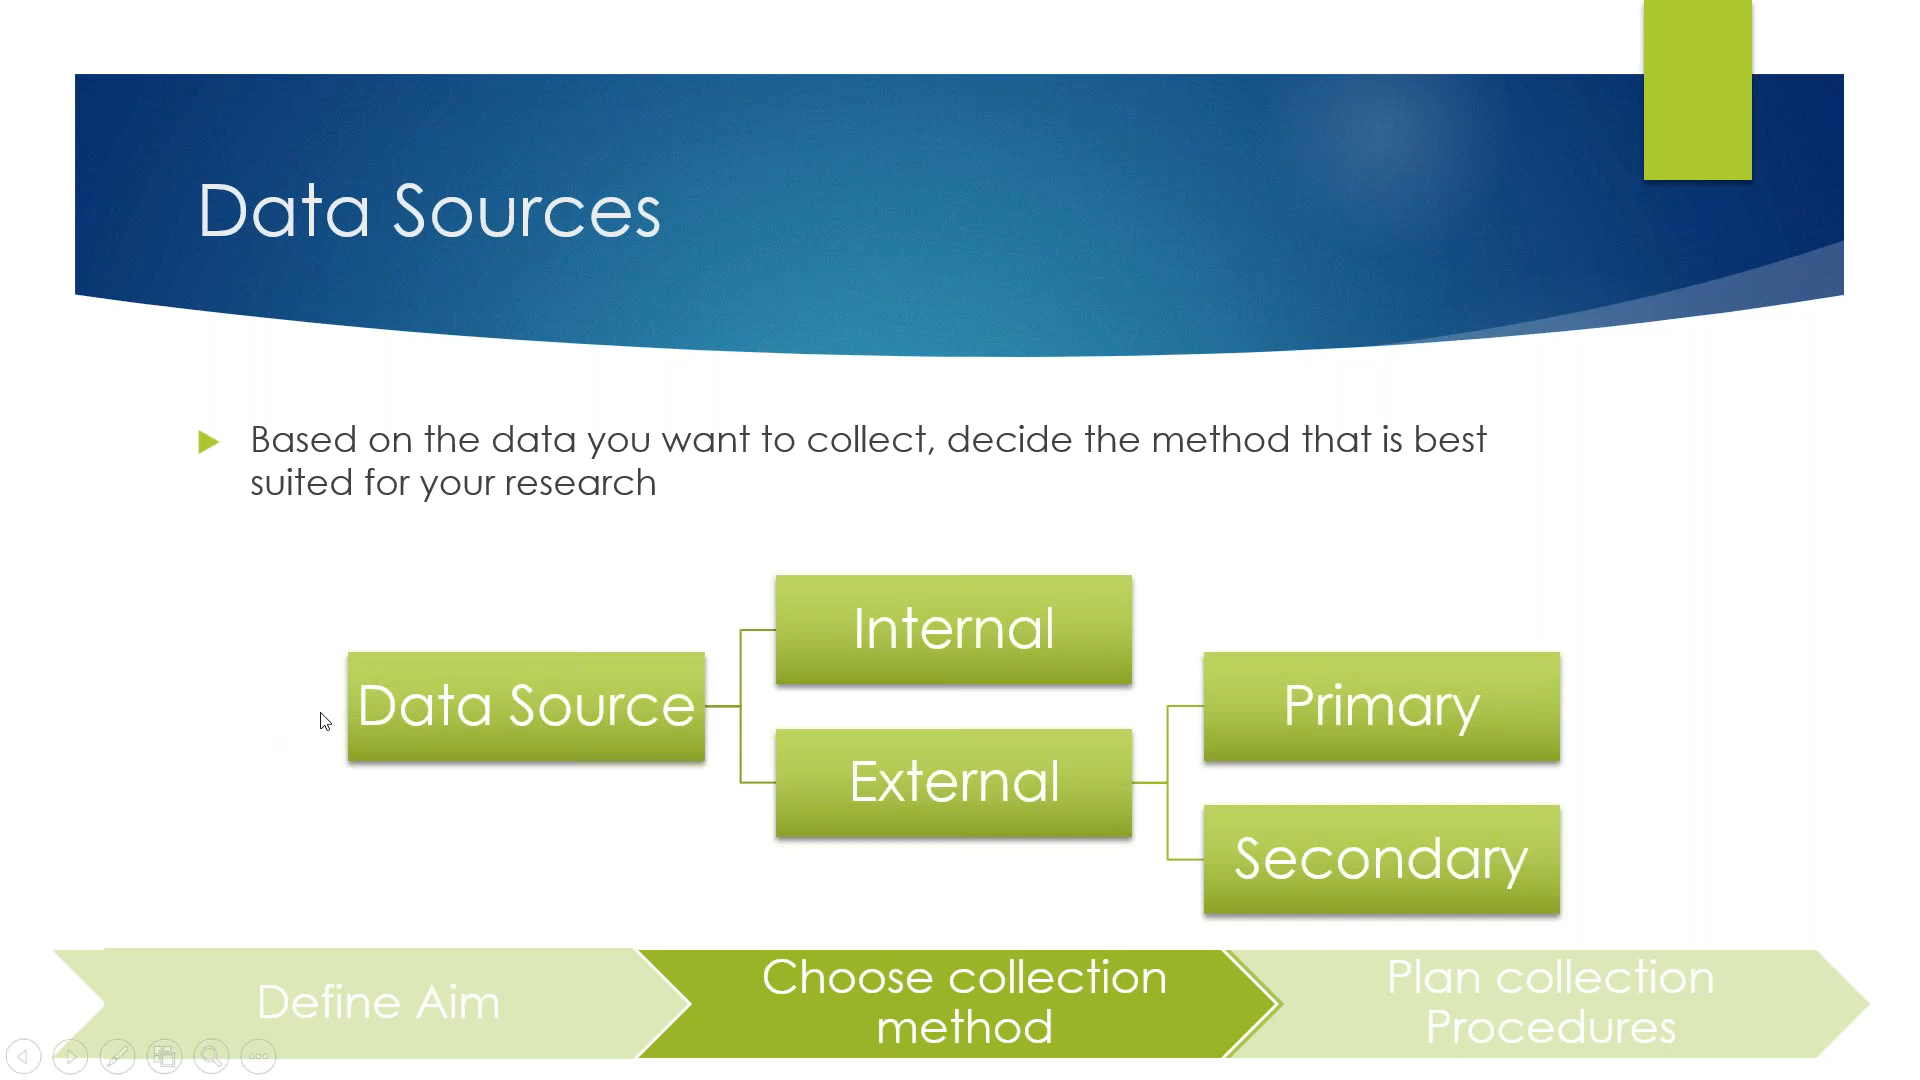 Data Sources
Based on the data you want to collect, decide the method that is best
suited for your research
Internal
Data Source
Primary
External
Secondary
Define Aim
Choose collection
method
Plan collection
Procedures